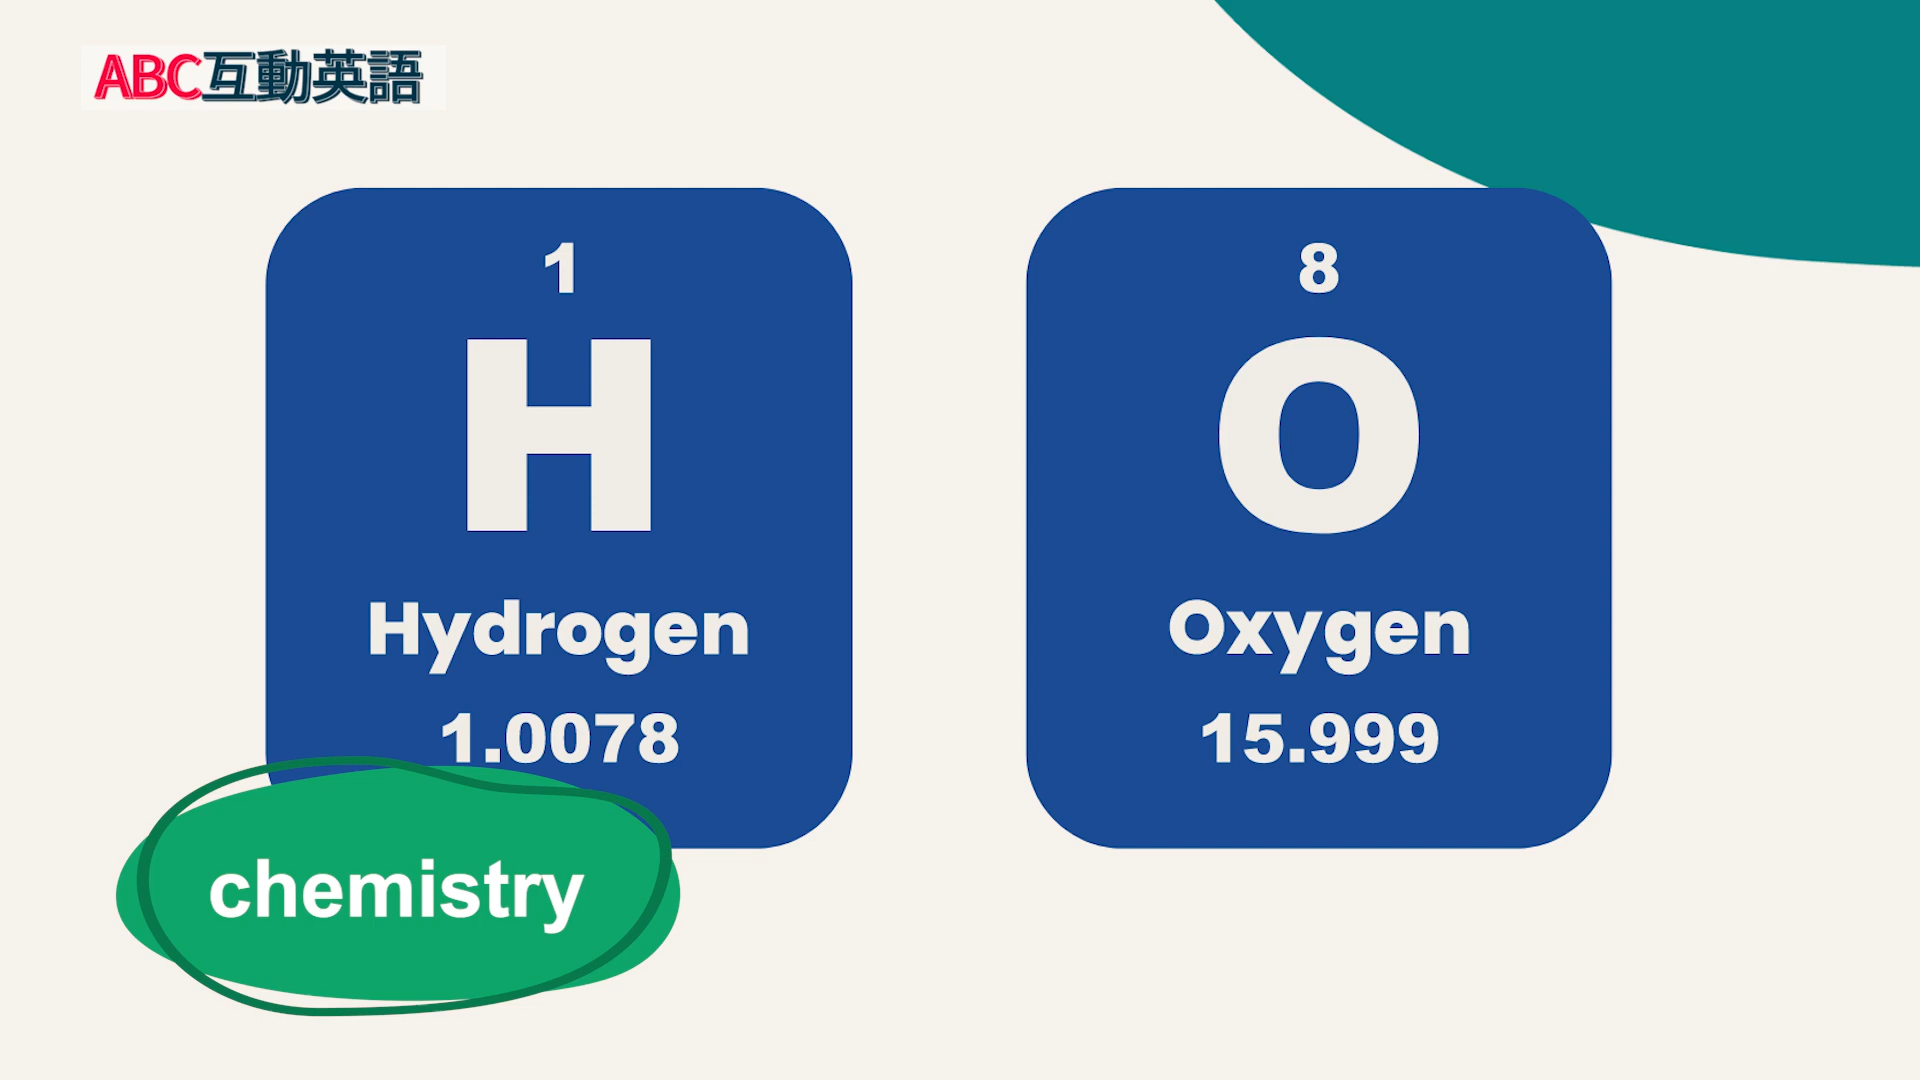 ABC互動英語
1
H
Hydrogen
1.0078
8
O
Oxygen
15.999
chemistry